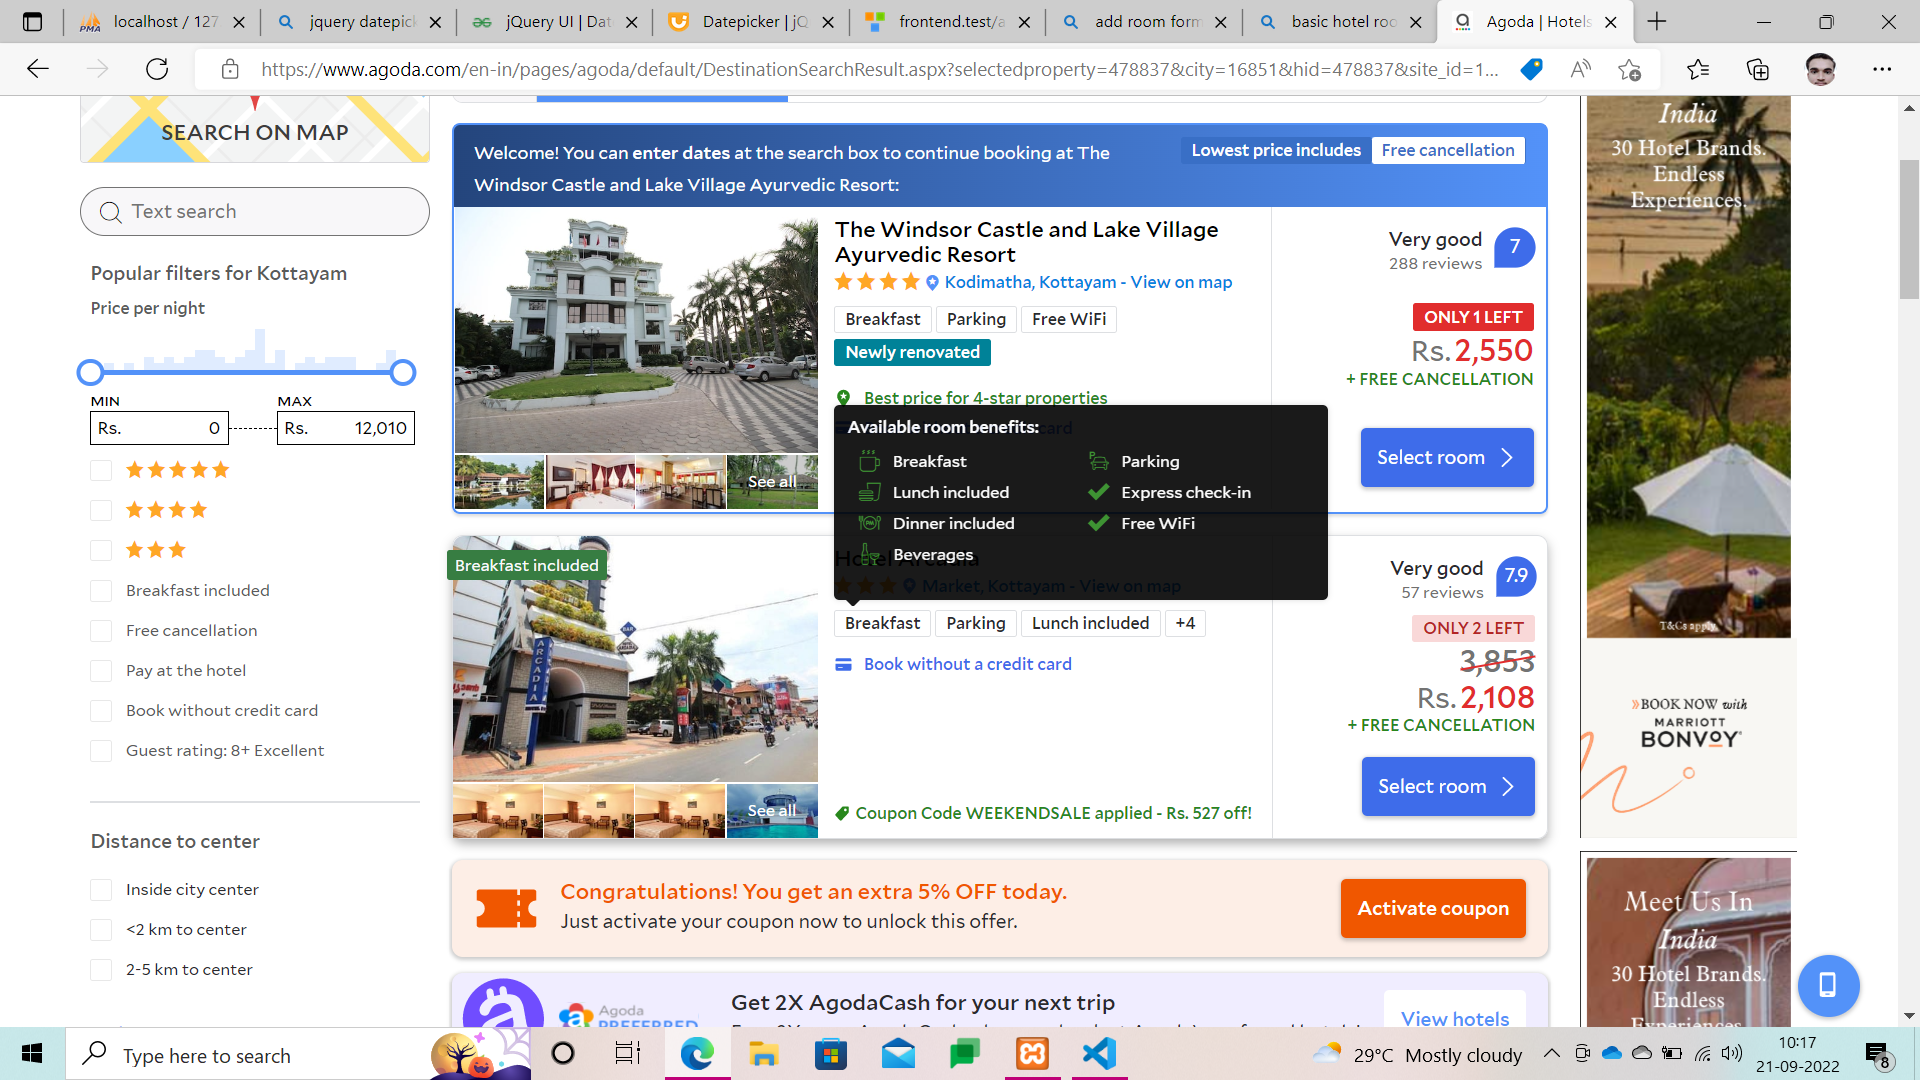 localhost / 127
jquery datepick
jQuery UI | Dat
Datepicker | jQ
frontend.test/a
add room form
basic hotel roo
Agoda | Hotels
https://www.agoda.com/en-in/pages/agoda/default/DestinationSearchResult.aspx?selectedproperty=478837&city=16851&hid=478837&site_id=1...
SEARCH ON MAP
Text search
Popular filters for Kottayam
Price per night
MIN
MAX
Rs. 0
Rs. 12,010
Breakfast included
Free cancellation
Pay at the hotel
Book without credit card
Guest rating: 8+ Excellent
Distance to center
Inside city center
<2 km to center
2-5 km to center
Welcome! You can enter dates at the search box to continue booking at The
Windsor Castle and Lake Village Ayurvedic Resort:
Lowest price includes
Free cancellation
The Windsor Castle and Lake Village
Ayurvedic Resort
Kodimatha, Kottayam - View on map
Breakfast
Parking
Free WiFi
Newly renovated
Best price for 4-star properties
See all
Very good
7
288 reviews
ONLY 1 LEFT
Rs. 2,550
+ FREE CANCELLATION
Select room
Available room benefits:
Breakfast
Parking
Lunch included
Express check-in
Dinner included
Free WiFi
Beverages
Breakfast included
Hotel Arcadia
Market, Kottayam - View on map
Breakfast
Parking
Lunch included
+4
Book without a credit card
BAR
ARCADIA
See all
Coupon Code WEEKENDSALE applied - Rs. 527 off!
Very good
7.9
57 reviews
ONLY 2 LEFT
3,853
Rs. 2,108
+ FREE CANCELLATION
Select room
Congratulations! You get an extra 5% OFF today.
Just activate your coupon now to unlock this offer.
Activate coupon
Agoda
PREFERRED
Get 2X AgodaCash for your next trip
View hotels
India
30 Hotel Brands.
Endless
Experiences.
T&Cs apply.
BOOK NOW with
MARRIOTT
BONVOY
Meet Us In
India
30 Hotel Brands.
Endless
Experiences
Type here to search
29°C Mostly cloudy
10:17
21-09-2022
8